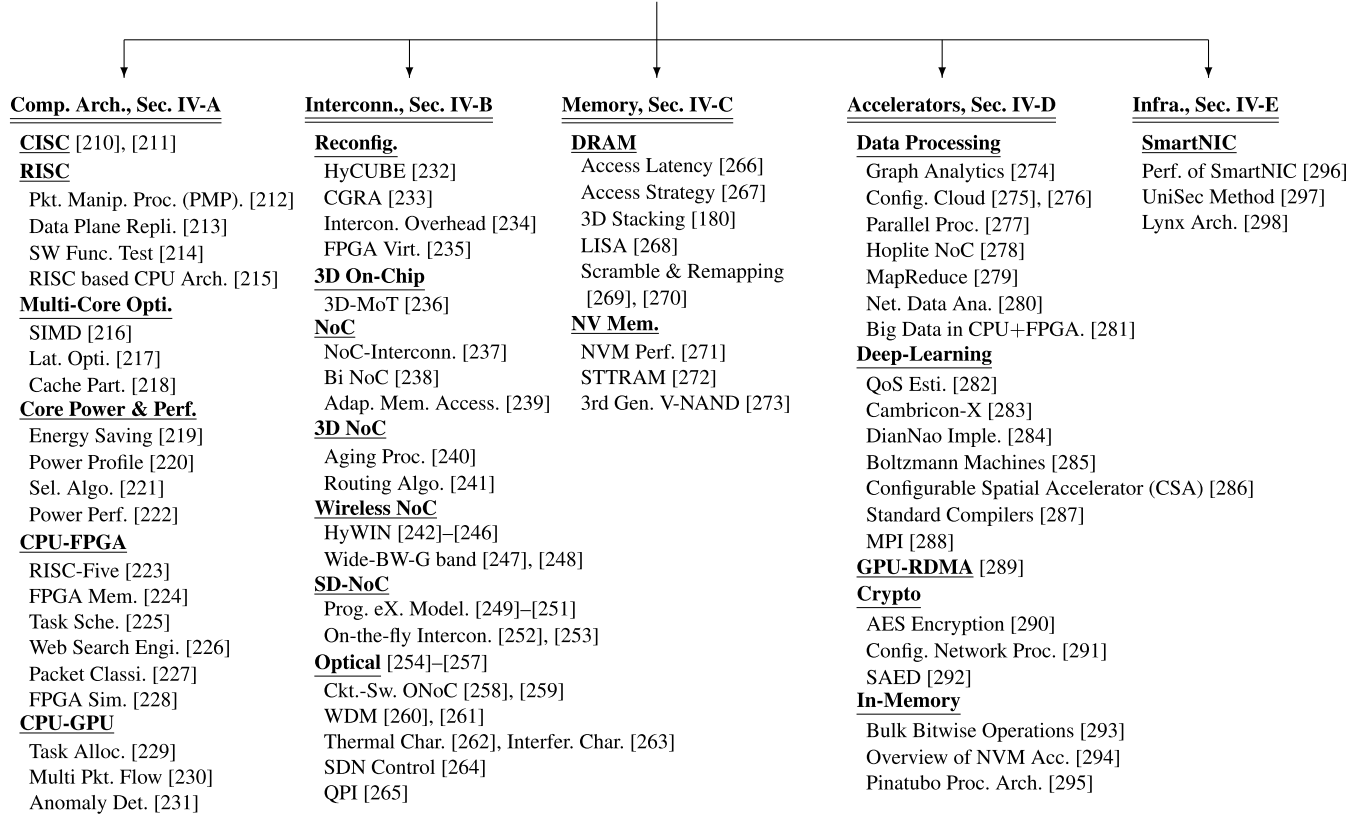 Comp. Arch., Sec. IV-A
CISC [210], [211]
RISC
Pkt. Manip. Proc. (PMP). [212]
Data Plane Repli. [213]
SW Func. Test [214]
RISC based CPU Arch. [215]
Multi-Core Opti.
SIMD [216]
Lat. Opti. [217]
Cache Part. [218]
Core Power & Perf.
Energy Saving [219]
Power Profile [220]
Sel. Algo. [221]
Power Perf. [222]
CPU-FPGA
RISC-Five [223]
FPGA Mem. [224]
Task Sche. [225]
Web Search Engi. [226]
Packet Classi. [227]
FPGA Sim. [228]
CPU-GPU
Task Alloc. [229]
Multi Pkt. Flow [230]
Anomaly Det. [231]
Interconn., Sec. IV-B
Reconfig.
HyCUBE [232]
CGRA [233]
Intercon. Overhead [234]
FPGA Virt. [235]
3D On-Chip
3D-MoT [236]
NoC
NoC-Interconn. [237]
Bi NoC [238]
Adap. Mem. Access. [239]
3D NoC
Aging Proc. [240]
Routing Algo. [241]
Wireless NoC
HyWIN [242]–[246]
Wide-BW-G band [247], [248]
SD-NoC
Prog. eX. Model. [249]–[251]
On-the-fly Intercon. [252], [253]
Optical [254]–[257]
Ckt.-Sw. ONoC [258], [259]
WDM [260], [261]
Thermal Char. [262], Interfer. Char. [263]
SDN Control [264]
QPI [265]
Memory, Sec. IV-C
DRAM
Access Latency [266]
Access Strategy [267]
3D Stacking [180]
LISA [268]
Scramble & Remapping
[269], [270]
NV Mem.
NVM Perf. [271]
STTRAM [272]
3rd Gen. V-NAND [273]
Accelerators, Sec. IV-D
Data Processing
Graph Analytics [274]
Config. Cloud [275], [276]
Parallel Proc. [277]
Hoplite NoC [278]
MapReduce [279]
Net. Data Ana. [280]
Big Data in CPU+FPGA. [281]
Deep-Learning
QoS Esti. [282]
Cambricon-X [283]
DianNao Imple. [284]
Boltzmann Machines [285]
Configurable Spatial Accelerator (CSA) [286]
Standard Compilers [287]
MPI [288]
GPU-RDMA [289]
Crypto
AES Encryption [290]
Config. Network Proc. [291]
SAED [292]
In-Memory
Bulk Bitwise Operations [293]
Overview of NVM Acc. [294]
Pinatubo Proc. Arch. [295]
Infra., Sec. IV-E
SmartNIC
Perf. of SmartNIC [296]
UniSec Method [297]
Lynx Arch. [298]